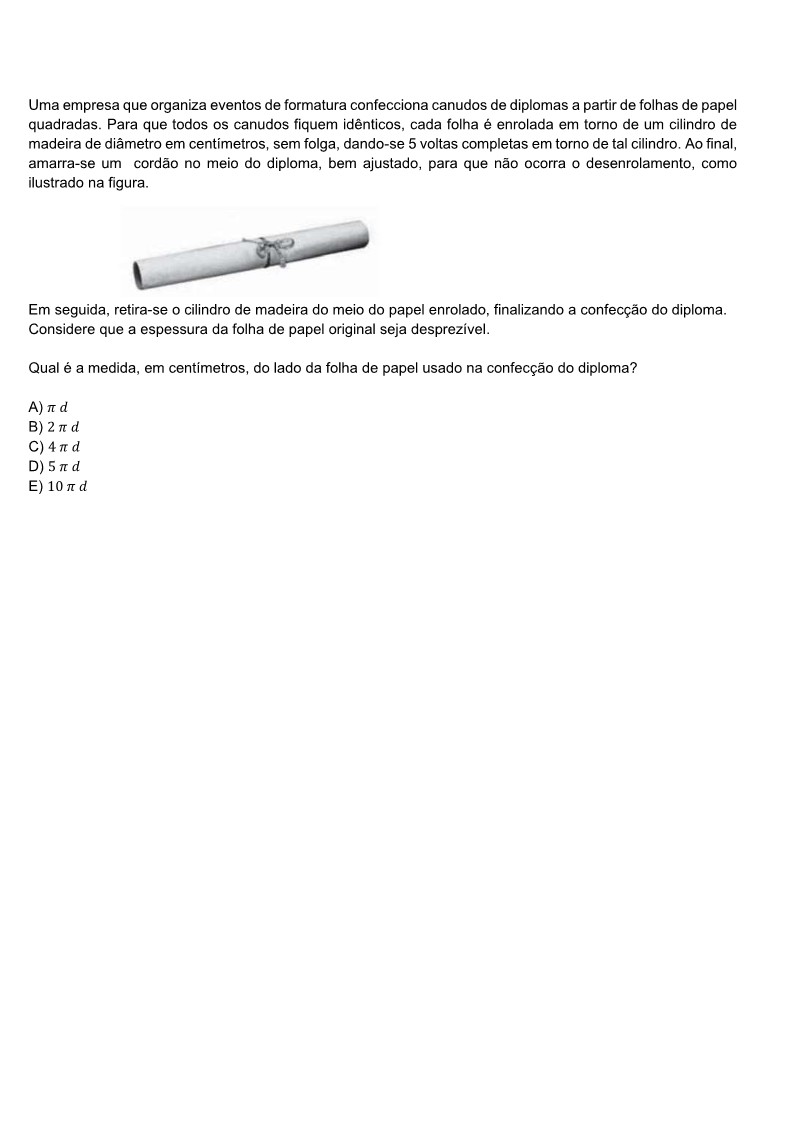 Uma empresa que organiza eventos de formatura confecciona canudos de diplomas a partir de folhas de papel
quadradas. Para que todos os canudos fiquem idênticos, cada folha é enrolada em torno de um cilindro de
madeira de diâmetro em centímetros, sem folga, dando-se 5 voltas completas em torno de tal cilindro. Ao final,
amarra-se um cordão no meio do diploma, bem ajustado, para que não ocorra o desenrolamento, como
ilustrado na figura.
Em seguida, retira-se o cilindro de madeira do meio do papel enrolado, finalizando a confecção do diploma.
Considere que a espessura da folha de papel original seja desprezível.
Qual é a medida, em centímetros, do lado da folha de papel usado na confecção do diploma?
A) π d
B) 2 π d
C) 4 π d
D) 5 π d
E) 10 π d